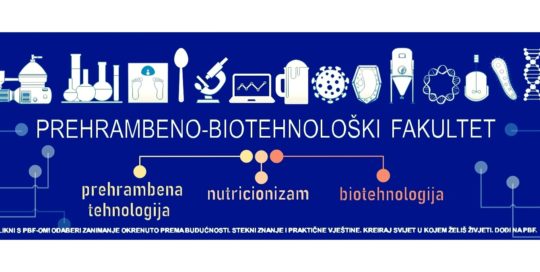 PREHRAMBENO-BIOTEHNOLOŠKI FAKULTET
prehrambena
tehnologija
nutricionizam
biotehnologija
LIKNI S PBF-OM! ODABERI ZANIMANJE OKRENUTO PREMA BUDUĆNOSTI. STEKNI ZNANJE I PRAKTIČNE VJEŠTINE. KREIRAJ SVIJET U KOJEM ŽELIŠ ŽIVJETI. DOĐI NA PBF.